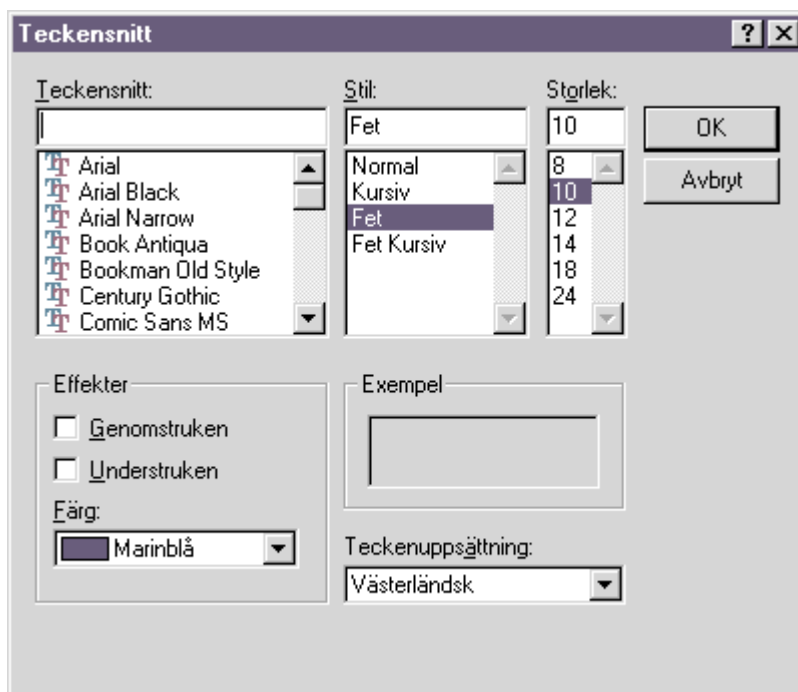 Teckensnitt
Teckensnitt:
Stil:
Storlek:
Fet
10
OK
Avbryt
Arial
Arial Black
Arial Narrow
Book Antiqua
Bookman Old Style
Century Gothic
Comic Sans MS
Normal
Kursiv
Fet
Fet Kursiv
8
10
12
14
18
24
Effekter
Genomstruken
Understruken
Färg:
Marinblå
Exempel
Teckenuppsättning:
Västerländsk